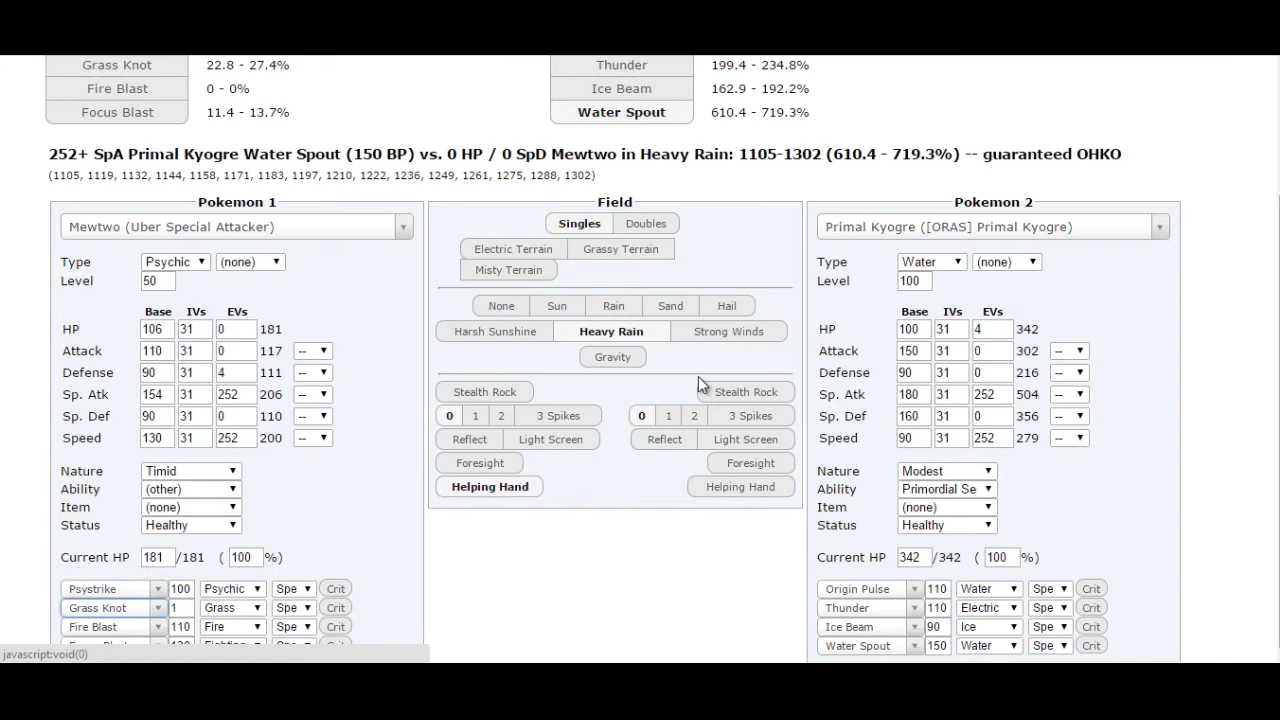 Grass Knot 22.8 - 27.4% Thunder 199.4 - 234.8%
Fire Blast 0 - 0% Ice Beam 162.9 - 192.2%
Focus Blast 11.4 - 13.7% Water Spout 610.4 - 719.3%
252+ SpA Primal Kyogre Water Spout (150 BP) vs. 0 HP / 0 SpD Mewtwo in Heavy Rain: 1105-1302 (610.4 - 719.3%) -- guaranteed OHKO
(1105, 1119, 1132, 1144, 1158, 1171, 1183, 1197, 1210, 1222, 1236, 1249, 1261, 1275, 1288, 1302)
Pokemon 1
Mewtwo (Uber Special Attacker)
Type Psychic (none)
Level 50
Base IVs EVs
HP 106 31 0 181
Attack 110 31 0 117 --
Defense 90 31 4 111 --
Sp. Atk 154 31 252 206 --
Sp. Def 90 31 0 110 --
Speed 130 31 252 200 --
Nature Timid
Ability (other)
Item (none)
Status Healthy
Current HP 181 /181 ( 100 %)
Psystrike 100 Psychic Spe Crit
Grass Knot 1 Grass Spe Crit
Fire Blast 110 Fire Spe Crit
javascript:void(0)
Field
Singles Doubles
Electric Terrain Grassy Terrain
Misty Terrain
None Sun Rain Sand Hail
Harsh Sunshine Heavy Rain Strong Winds
Gravity
Stealth Rock Stealth Rock
0 1 2 3 Spikes 0 1 2 3 Spikes
Reflect Light Screen Reflect Light Screen
Foresight Foresight
Helping Hand Helping Hand
Pokemon 2
Primal Kyogre ([ORAS] Primal Kyogre)
Type Water (none)
Level 100
Base IVs EVs
HP 100 31 4 342
Attack 150 31 0 302 --
Defense 90 31 0 216 --
Sp. Atk 180 31 252 504 --
Sp. Def 160 31 0 356 --
Speed 90 31 252 279 --
Nature Modest
Ability Primordial Se
Item (none)
Status Healthy
Current HP 342 /342 ( 100 %)
Origin Pulse 110 Water Spe Crit
Thunder 110 Electric Spe Crit
Ice Beam 90 Ice Spe Crit
Water Spout 150 Water Spe Crit